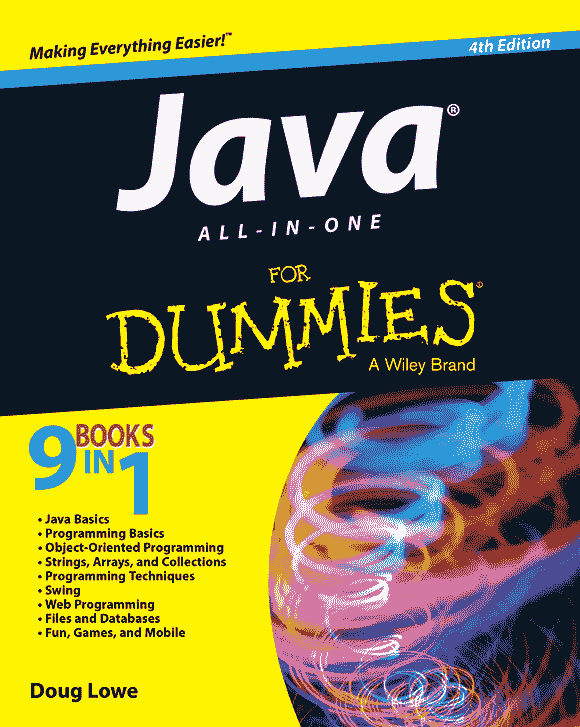 Making Everything Easier!™
4th Edition
Java®
ALL-IN-ONE
FOR
DUMMIES®
A Wiley Brand
9 BOOKS
IN 1
• Java Basics
• Programming Basics
• Object-Oriented Programming
• Strings, Arrays, and Collections
• Programming Techniques
• Swing
• Web Programming
• Files and Databases
• Fun, Games, and Mobile
Doug Lowe